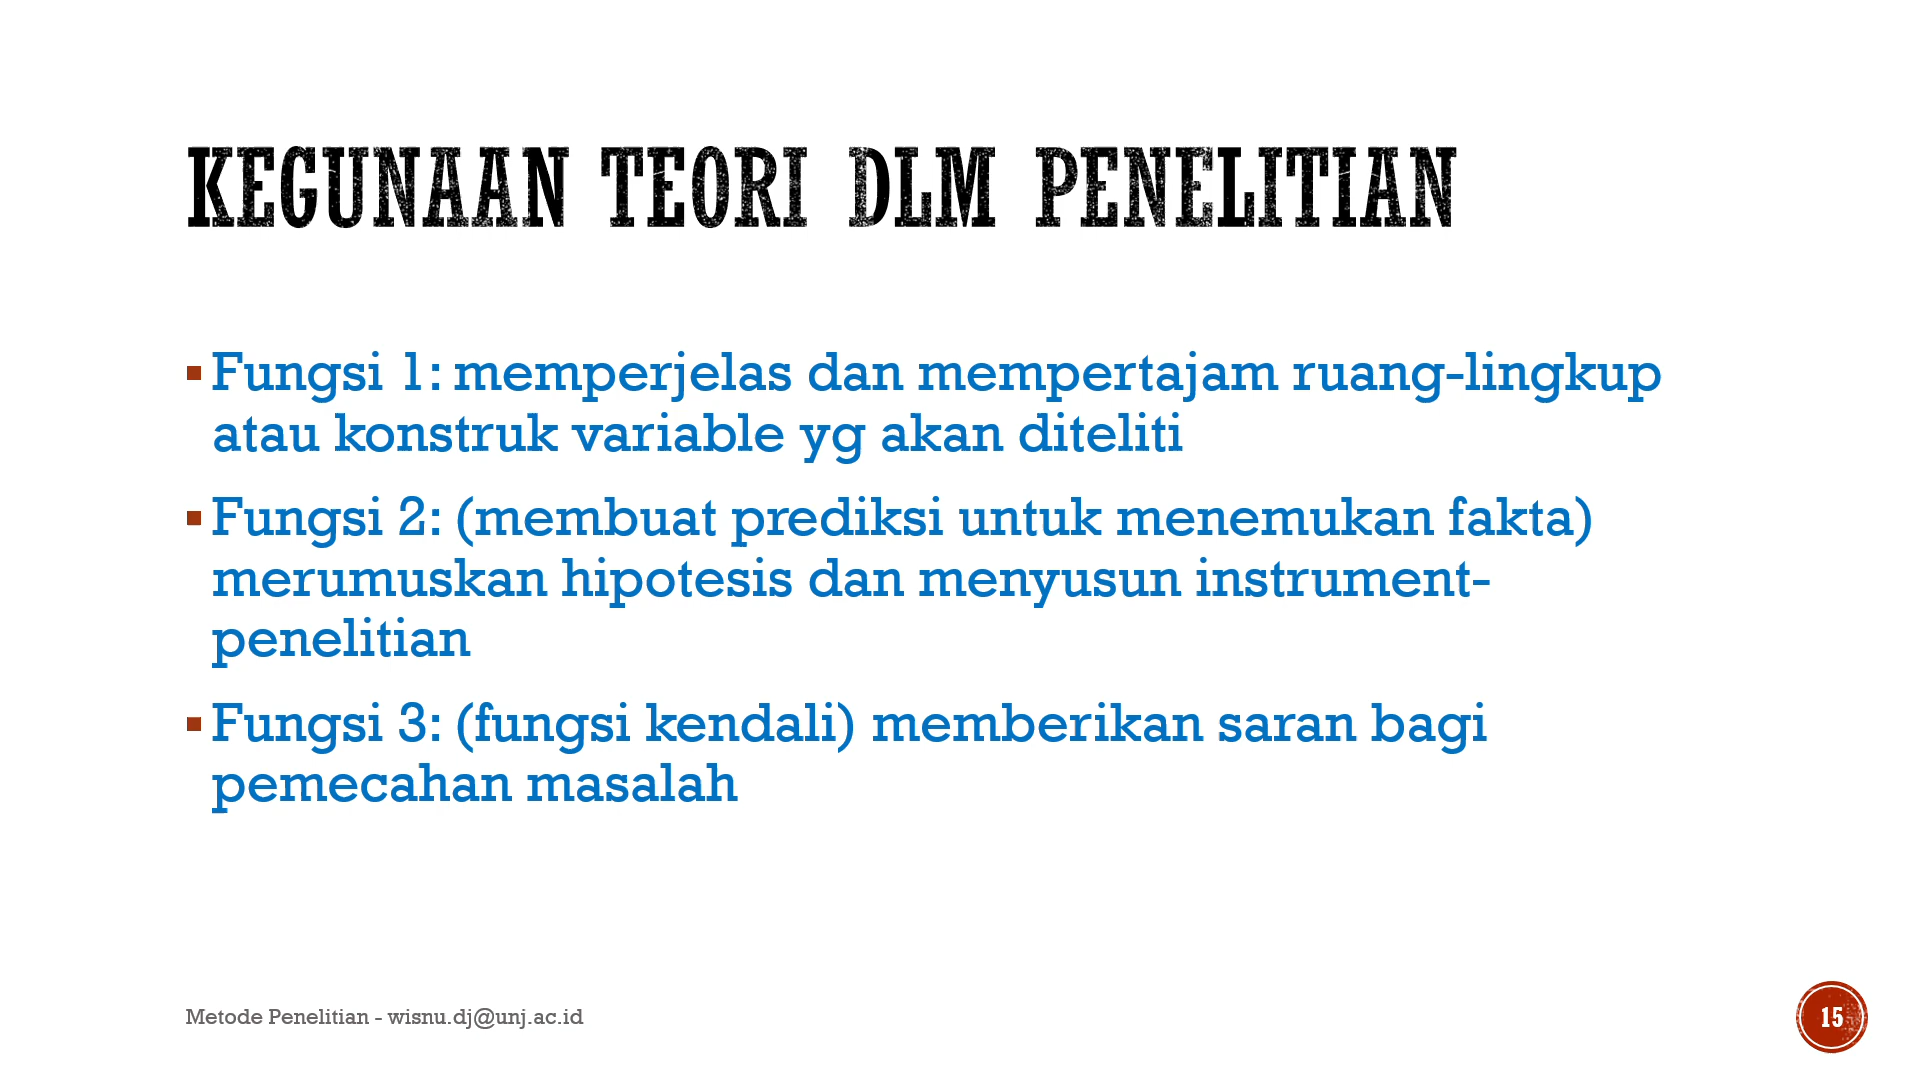 KEGUNAAN TEORI DLM PENELITIAN
▪Fungsi 1: memperjelas dan mempertajam ruang-lingkup
atau konstruk variable yg akan diteliti
▪Fungsi 2: (membuat prediksi untuk menemukan fakta)
merumuskan hipotesis dan menyusun instrument-
penelitian
▪Fungsi 3: (fungsi kendali) memberikan saran bagi
pemecahan masalah
Metode Penelitian - wisnu.dj@unj.ac.id
15